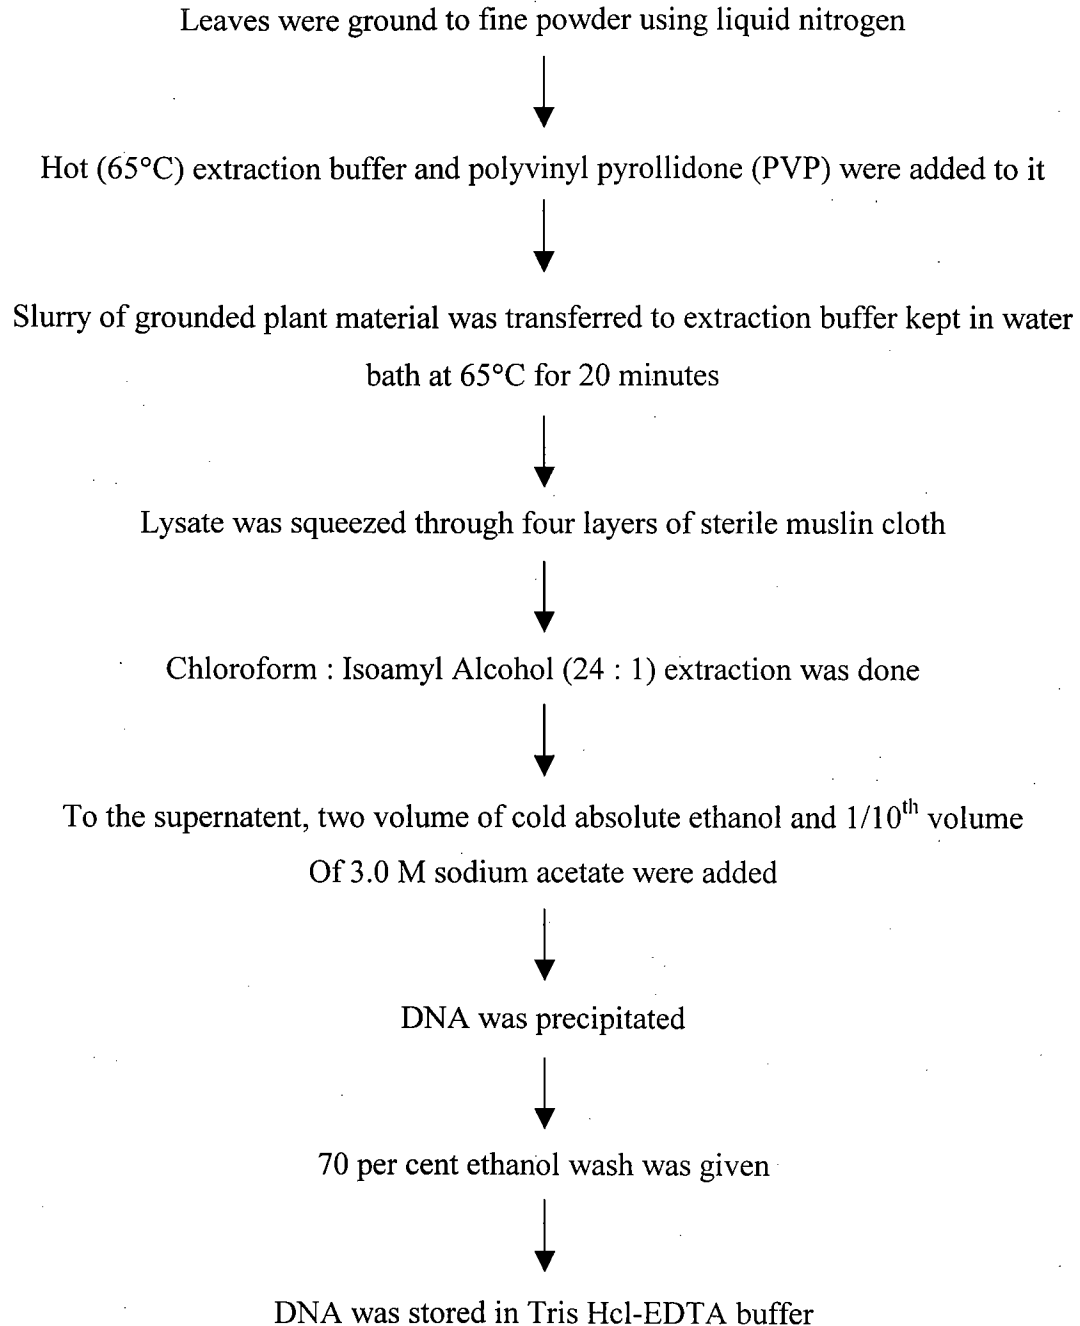 Leaves were ground to fine powder using liquid nitrogen
Hot (65°C) extraction buffer and polyvinyl pyrollidone (PVP) were added to it
Slurry of grounded plant material was transferred to extraction buffer kept in water
bath at 65°C for 20 minutes
Lysate was squeezed through four layers of sterile muslin cloth
Chloroform : Isoamyl Alcohol (24 : 1) extraction was done
To the supernatent, two volume of cold absolute ethanol and 1/10th volume
Of 3.0 M sodium acetate were added
DNA was precipitated
70 per cent ethanol wash was given
DNA was stored in Tris Hcl-EDTA buffer